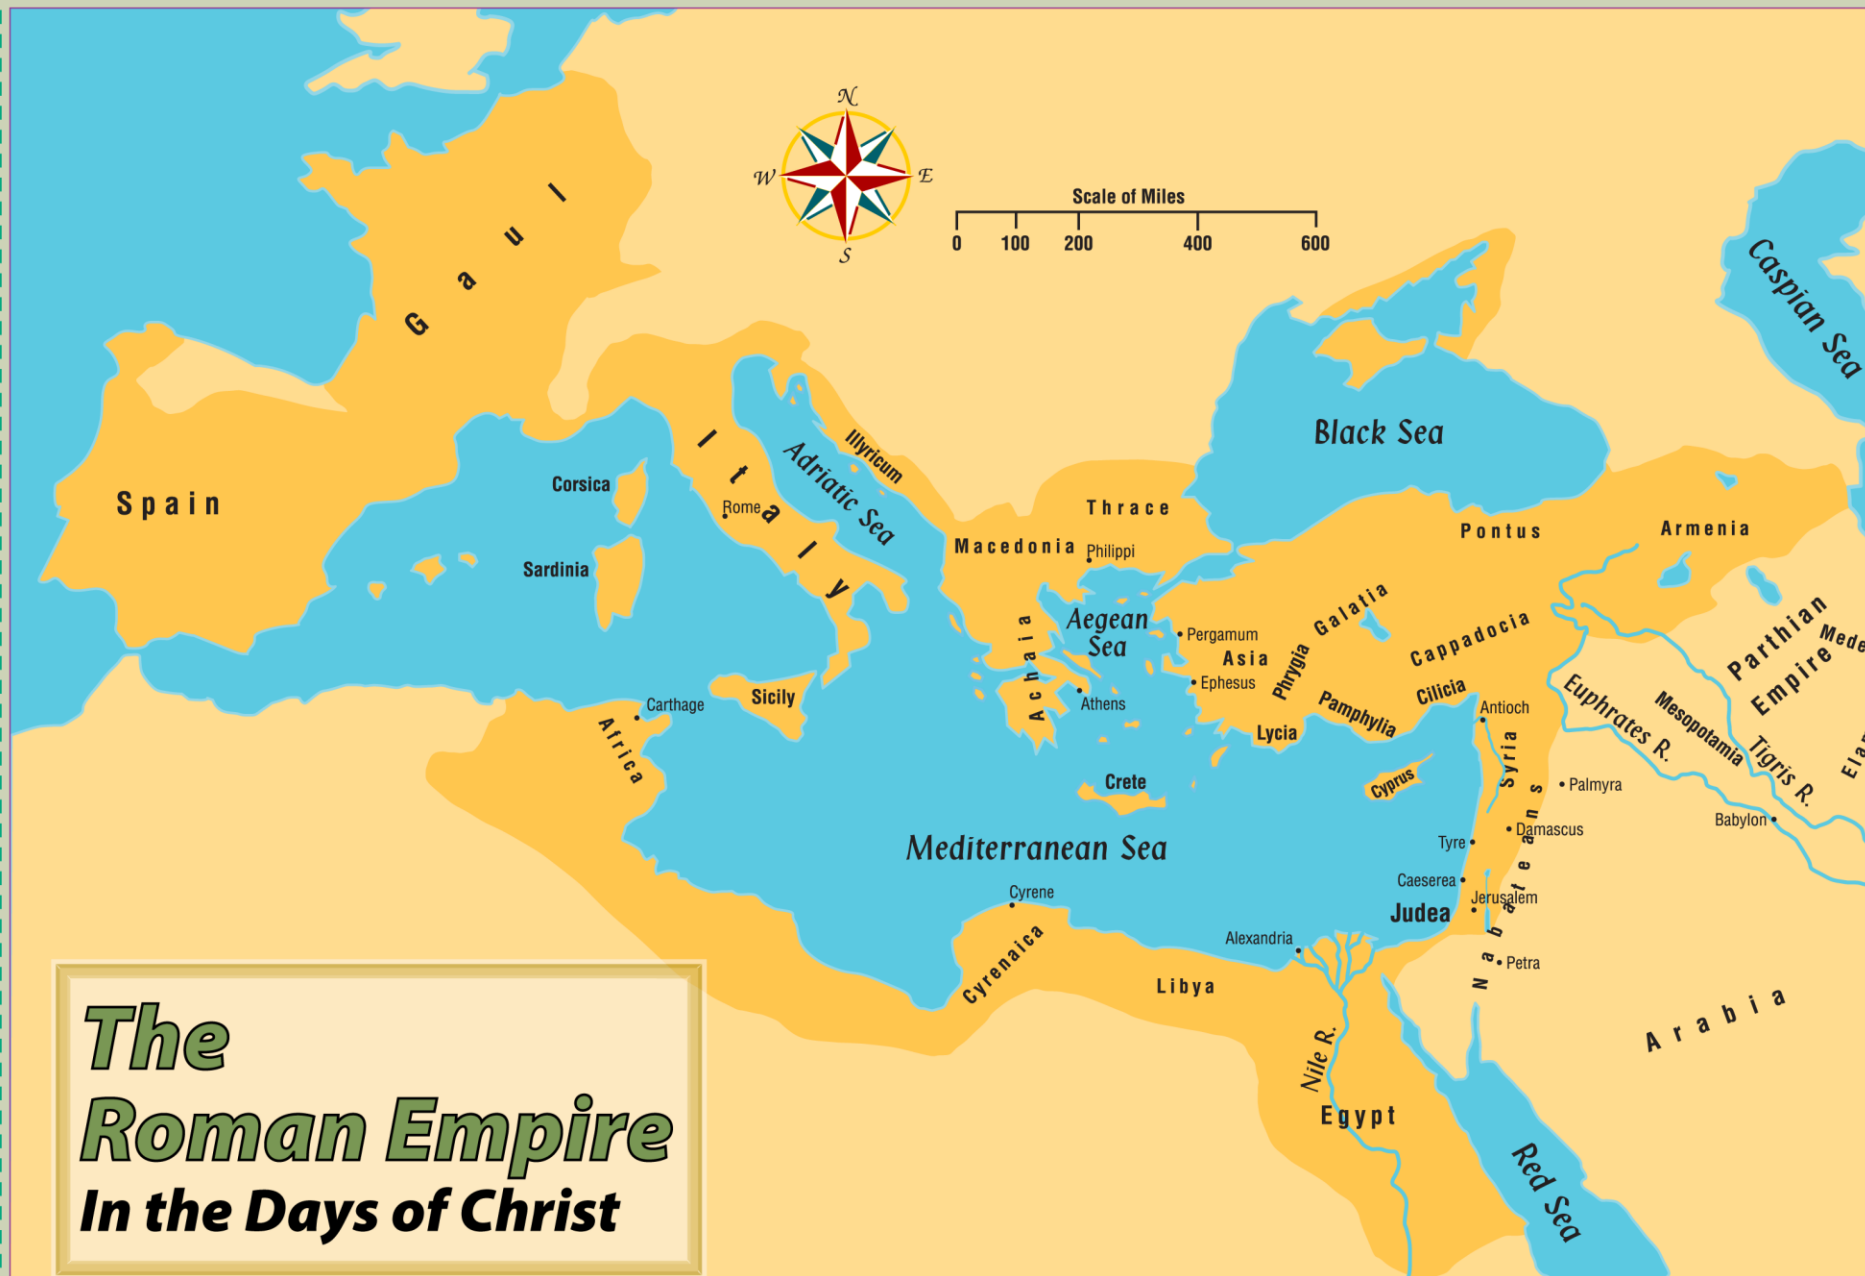 N
W
E
S
Scale of Miles
0 100 200 400 600
Caspian Sea
Gaul
Black Sea
Spain
Corsica
Sardinia
Italy
Rome
Adriatic Sea
Illyricum
Thrace
Macedonia
Philippi
Pontus
Armenia
Aegean
Sea
Achaia
Athens
Pergamum
Asia
Ephesus
Phrygia
Galatia
Cappadocia
Cilicia
Pamphylia
Lycia
Parthian
Empire
Mede
Elam
Euphrates R.
Mesopotamia
Tigris R.
Babylon
Sicily
Carthage
Africa
Crete
Cyprus
Antioch
Syria
Palmyra
Damascus
Tyre
Caeserea
Jerusalem
Judea
Nabateans
Petra
Arabia
Mediterranean Sea
Cyrene
Cyrenaica
Libya
Alexandria
Nile R.
Egypt
Red Sea
The
Roman Empire
In the Days of Christ